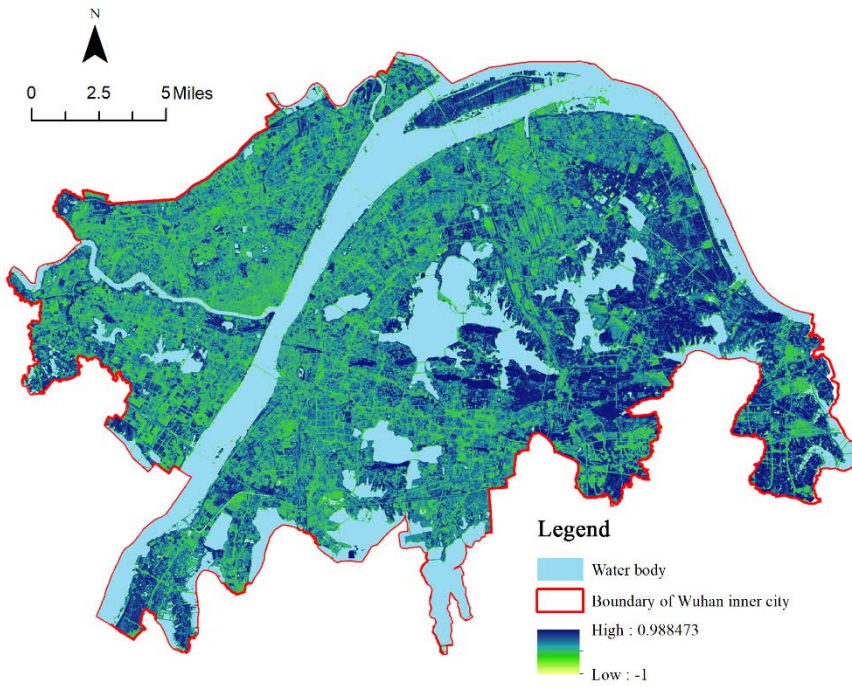 N
0 2.5 5 Miles
Legend
Water body
Boundary of Wuhan inner city
High : 0.988473
Low : -1